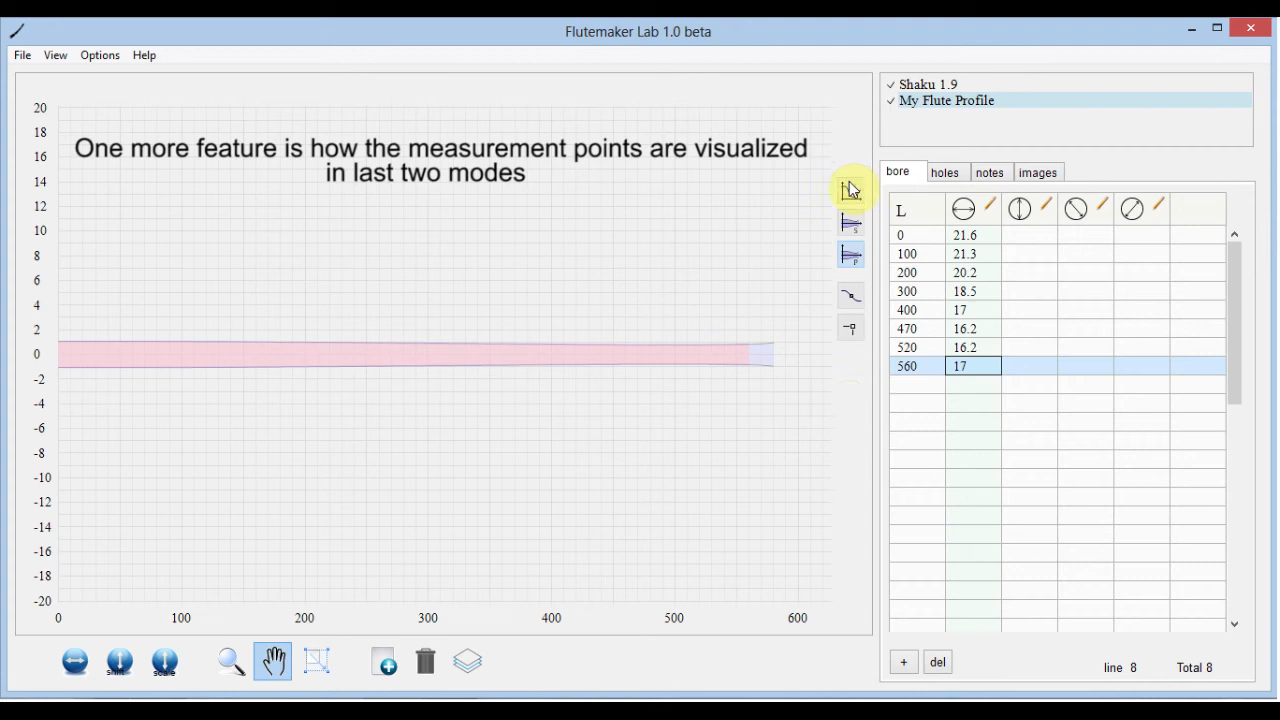 Flutemaker Lab 1.0 beta
File View Options Help
One more feature is how the measurement points are visualized
in last two modes
20
18
16
14
12
10
8
6
4
2
0
-2
-4
-6
-8
-10
-12
-14
-16
-18
-20
0 100 200 300 400 500 600
s
p
shift
scale
✓ Shaku 1.9
✓ My Flute Profile
bore holes notes images
L
0 21.6
100 21.3
200 20.2
300 18.5
400 17
470 16.2
520 16.2
560 17
+ del line 8 Total 8